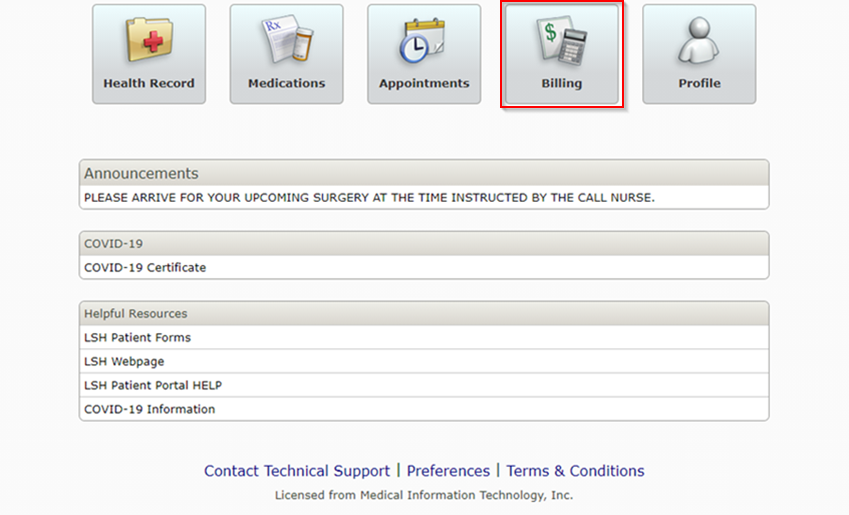 Rx
$
Health Record
Medications
Appointments
Billing
Profile
Announcements
PLEASE ARRIVE FOR YOUR UPCOMING SURGERY AT THE TIME INSTRUCTED BY THE CALL NURSE.
COVID-19
COVID-19 Certificate
Helpful Resources
LSH Patient Forms
LSH Webpage
LSH Patient Portal HELP
COVID-19 Information
Contact Technical Support | Preferences | Terms & Conditions
Licensed from Medical Information Technology, Inc.